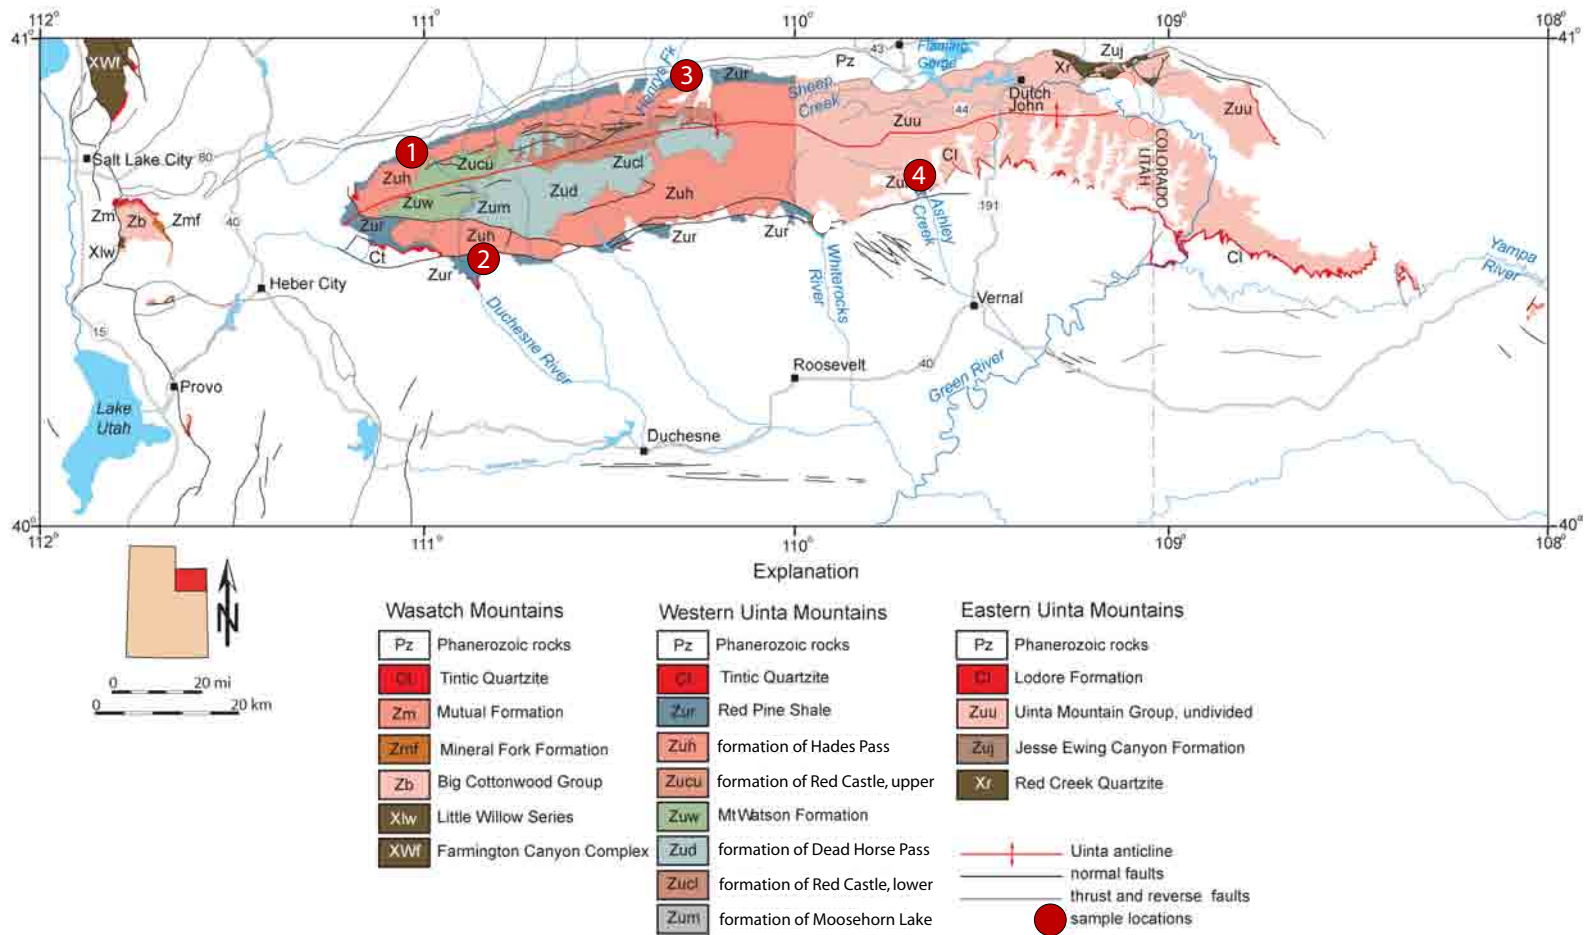 112°
111°
110°
109°
108°
41°
41°
XWf
Henrys Fk
3
Zur
Pz
43
Flaming
Gorge
Zuj
Xr
Dutch
John
Sheep
Creek
44
Zuu
Zuu
Salt Lake City
80
1
Zuh
Zucu
Zucl
Zud
Zuw
Zum
Zuh
Cl
4
COLORADO
UTAH
Zm
Zb
Zmf
Xlw
40
Zur
Ct
Zuh
2
Zur
Zur
Zur
191
Ashley
Creek
Whiterocks
River
Cl
Yampa
River
Heber City
Vernal
15
Provo
Duchesne River
Roosevelt
40
Green River
Lake
Utah
Duchesne
40°
40°
112°
111°
110°
109°
108°
N
0 20 mi
0 20 km
Explanation
Wasatch Mountains
Pz Phanerozoic rocks
Ct Tintic Quartzite
Zm Mutual Formation
Zmf Mineral Fork Formation
Zb Big Cottonwood Group
Xlw Little Willow Series
XWf Farmington Canyon Complex
Western Uinta Mountains
Pz Phanerozoic rocks
Ct Tintic Quartzite
Zur Red Pine Shale
Zuh formation of Hades Pass
Zucu formation of Red Castle, upper
Zuw Mt Watson Formation
Zud formation of Dead Horse Pass
Zucl formation of Red Castle, lower
Zum formation of Moosehorn Lake
Eastern Uinta Mountains
Pz Phanerozoic rocks
Cl Lodore Formation
Zuu Uinta Mountain Group, undivided
Zuj Jesse Ewing Canyon Formation
Xr Red Creek Quartzite
Uinta anticline
normal faults
thrust and reverse faults
sample locations